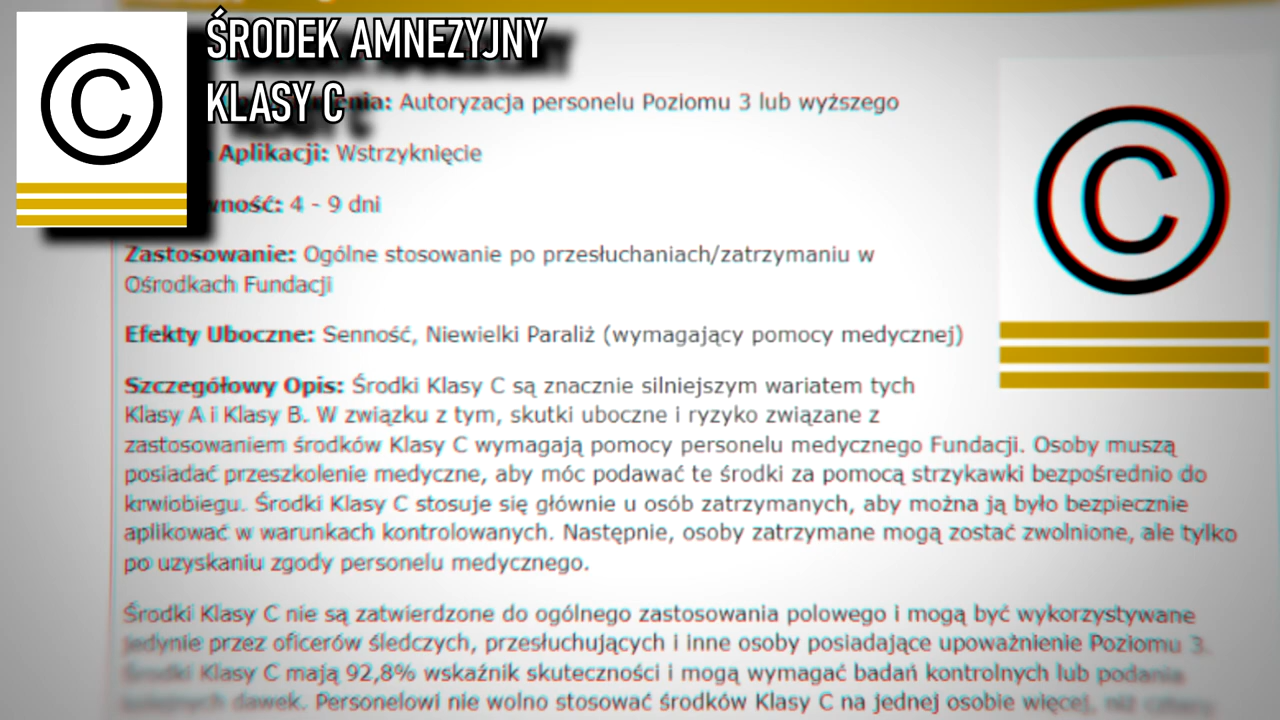 ŚRODEK AMNEZYJNY
KLASY C
Autoryzacja personelu Poziomu 3 lub wyższego
Aplikacji: Wstrzyknięcie
4 - 9 dni
Zastosowanie: Ogólne stosowanie po przesłuchaniach/zatrzymaniu w
Ośrodkach Fundacji
Efekty Uboczne: Senność, Niewielki Paraliż (wymagający pomocy medycznej)
Szczegółowy Opis: Środki Klasy C są znacznie silniejszym wariatem tych
Klasy A i Klasy B. W związku z tym, skutki uboczne i ryzyko związane z
zastosowaniem środków Klasy C wymagają pomocy personelu medycznego Fundacji. Osoby muszą
posiadać przeszkolenie medyczne, aby móc podawać te środki za pomocą strzykawki bezpośrednio do
krwiobiegu. Środki Klasy C stosuje się głównie u osób zatrzymanych, aby można ją było bezpiecznie
aplikować w warunkach kontrolowanych. Następnie, osoby zatrzymane mogą zostać zwolnione, ale tylko
po uzyskaniu zgody personelu medycznego.
Środki Klasy C nie są zatwierdzone do ogólnego zastosowania polowego i mogą być wykorzystywane
jedynie przez oficerów śledczych, przesłuchujących i inne osoby posiadające upoważnienie Poziomu 3.
Środki Klasy C mają 92,8% wskaźnik skuteczności i mogą wymagać badań kontrolnych lub podania
dawek. Personelowi nie wolno stosować środków Klasy C na jednej osobie więcej, niż